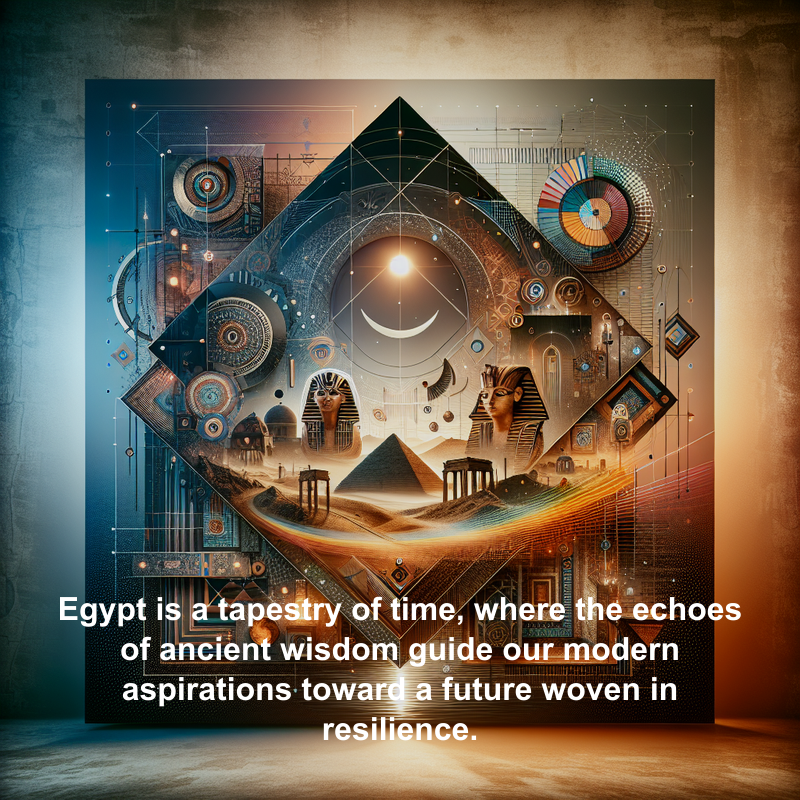 Egypt is a tapestry of time, where the echoes
of ancient wisdom guide our modern
aspirations toward a future woven in
resilience.